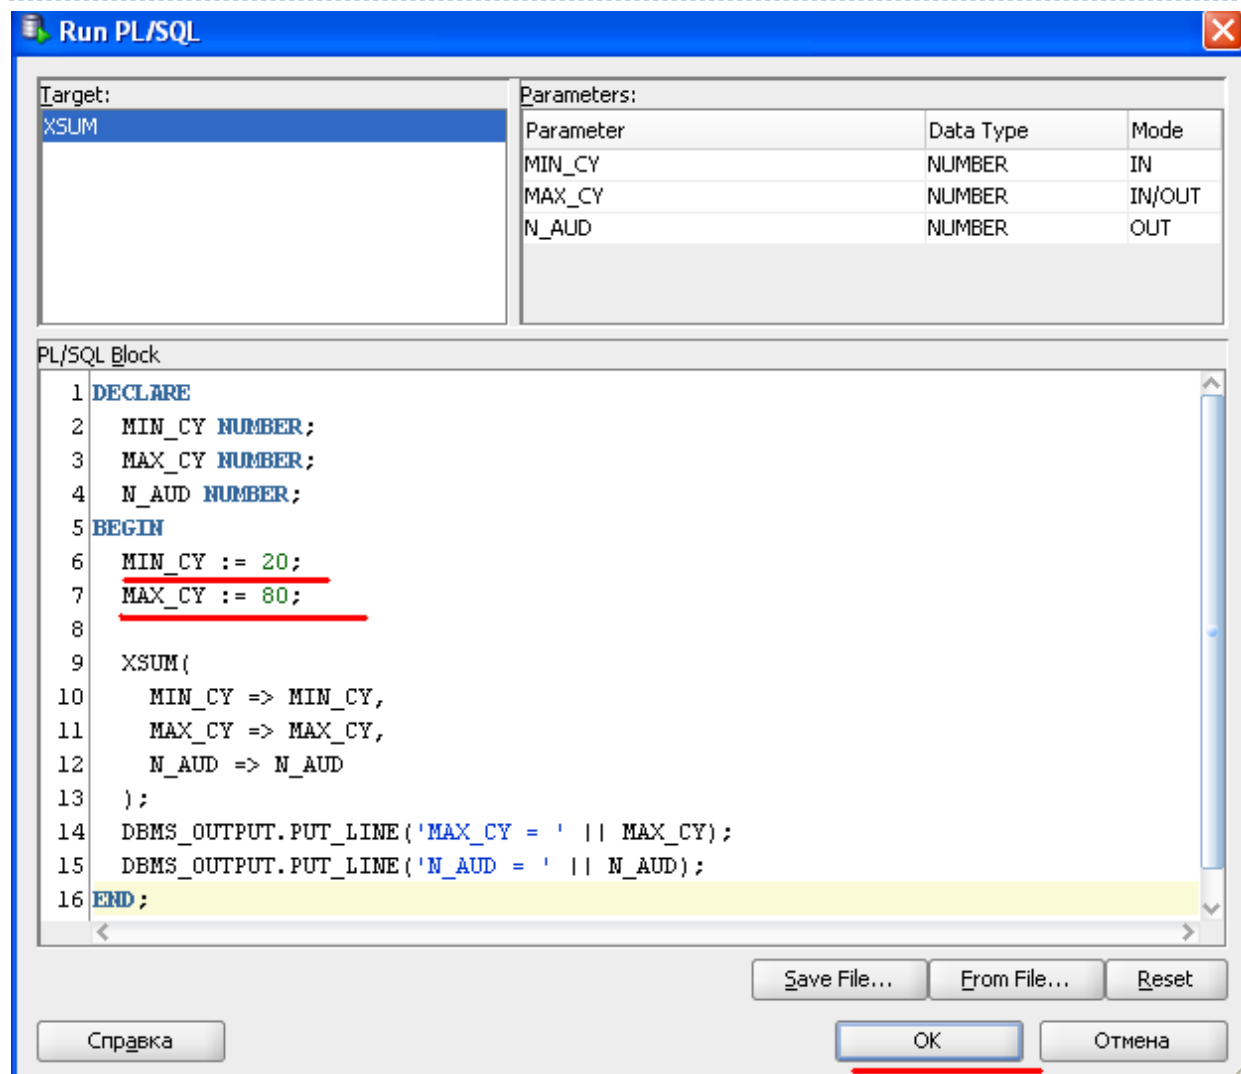 Run PL/SQL
Target:
XSUM
Parameters:
Parameter Data Type Mode
MIN_CY NUMBER IN
MAX_CY NUMBER IN/OUT
N_AUD NUMBER OUT
PL/SQL Block
1 DECLARE
2 MIN_CY NUMBER;
3 MAX_CY NUMBER;
4 N_AUD NUMBER;
5 BEGIN
6 MIN_CY := 20;
7 MAX_CY := 80;
8
9 XSUM(
10 MIN_CY => MIN_CY,
11 MAX_CY => MAX_CY,
12 N_AUD => N_AUD
13 );
14 DBMS_OUTPUT.PUT_LINE('MAX_CY = ' || MAX_CY);
15 DBMS_OUTPUT.PUT_LINE('N_AUD = ' || N_AUD);
16 END;
Save File... From File... Reset
Справка OK Отмена